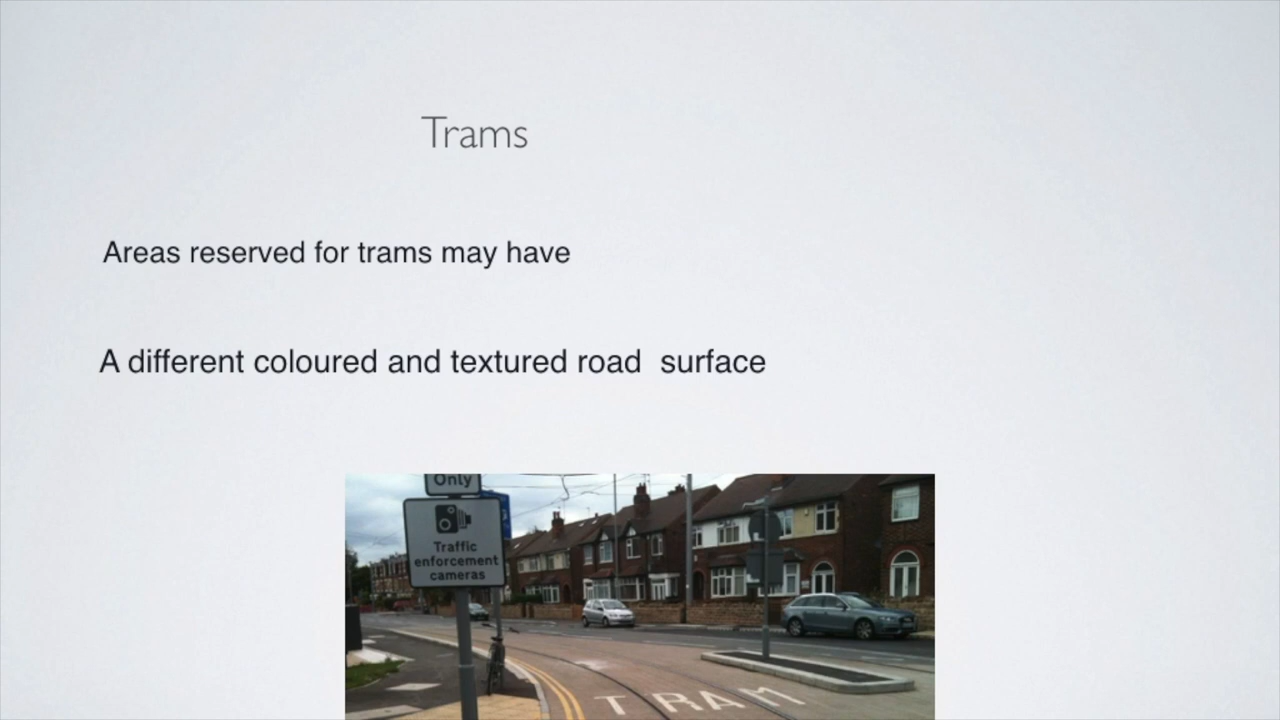 Trams
Areas reserved for trams may have
A different coloured and textured road surface
Only
Traffic
enforcement
cameras
TRAM